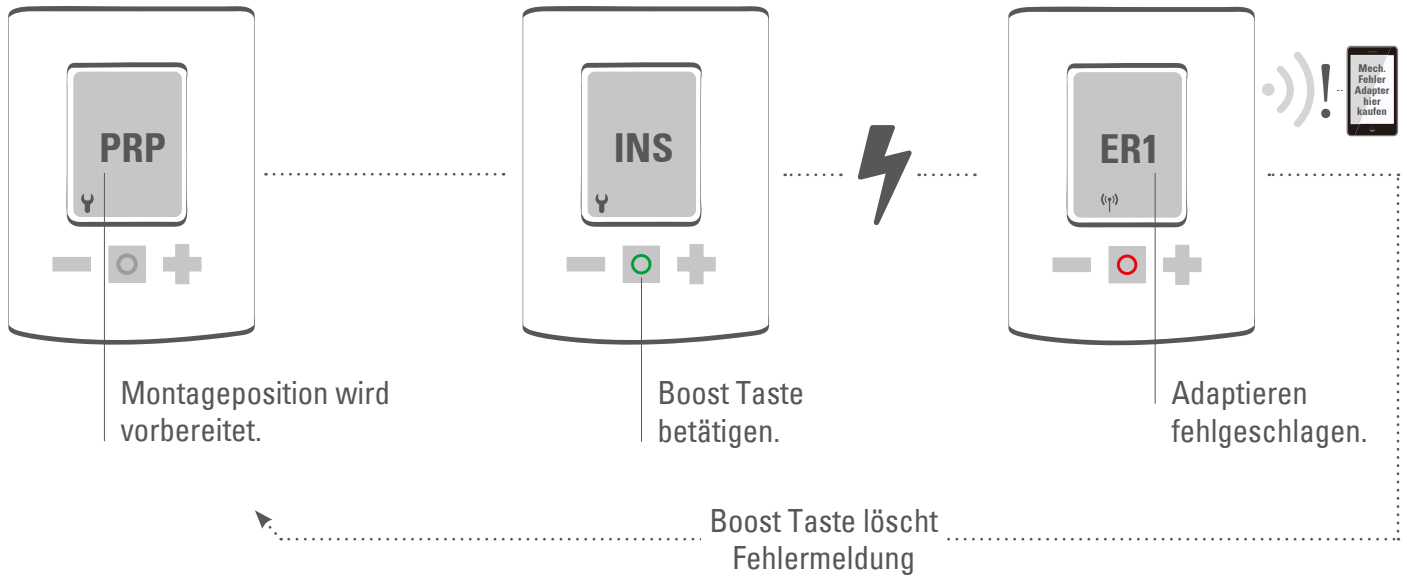 PRP
INS
ER1
Mech.
Fehler
Adapter
hier
kaufen
Montageposition wird
vorbereitet.
Boost Taste
betätigen.
Adaptieren
fehlgeschlagen.
Boost Taste löscht
Fehlermeldung